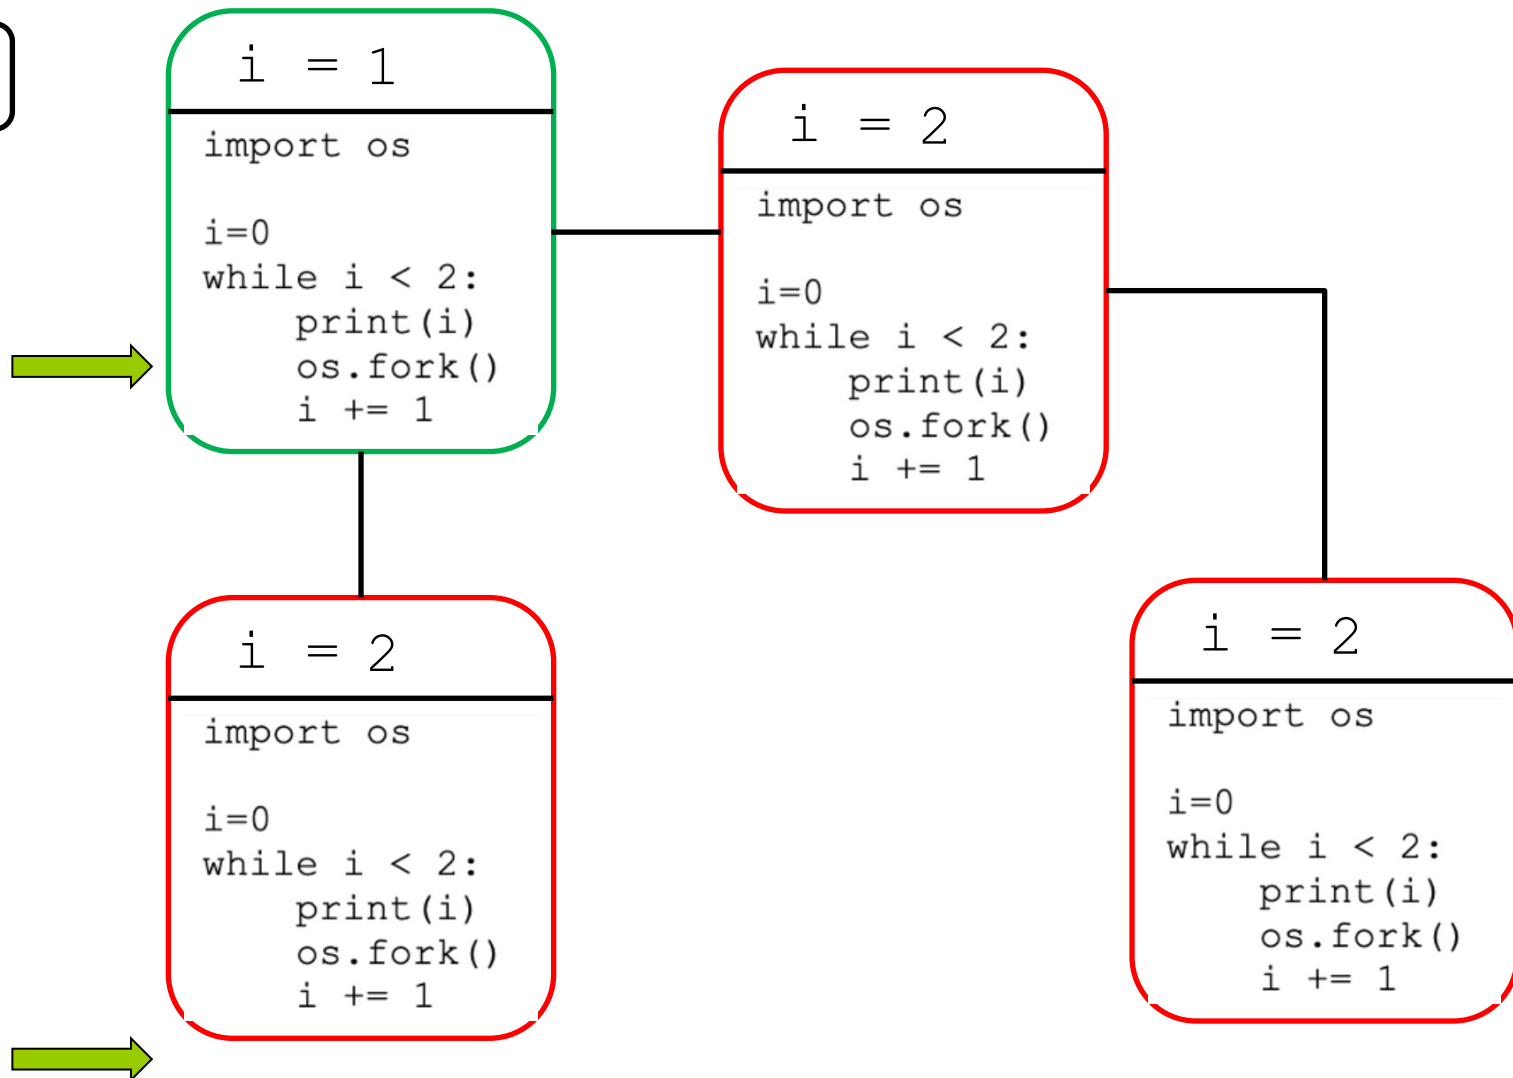 i = 1
import os
i=0
while i < 2:
print(i)
os.fork()
i += 1
i = 2
import os
i=0
while i < 2:
print(i)
os.fork()
i += 1
i = 2
import os
i=0
while i < 2:
print(i)
os.fork()
i += 1
i = 2
import os
i=0
while i < 2:
print(i)
os.fork()
i += 1